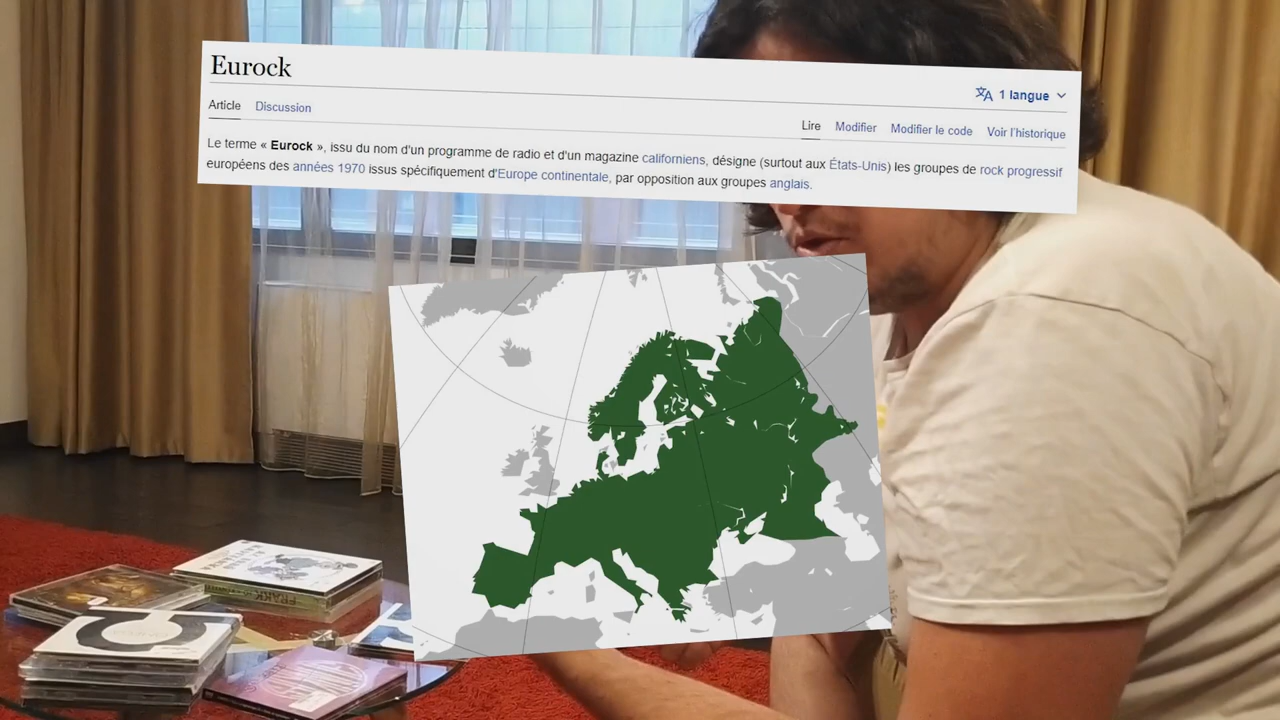 Eurock
1 langue
Article Discussion
Lire Modifier Modifier le code Voir l'historique
Le terme « Eurock », issu du nom d'un programme de radio et d'un magazine californiens, désigne (surtout aux États-Unis) les groupes de rock progressif
européens des années 1970 issus spécifiquement d'Europe continentale, par opposition aux groupes anglais.